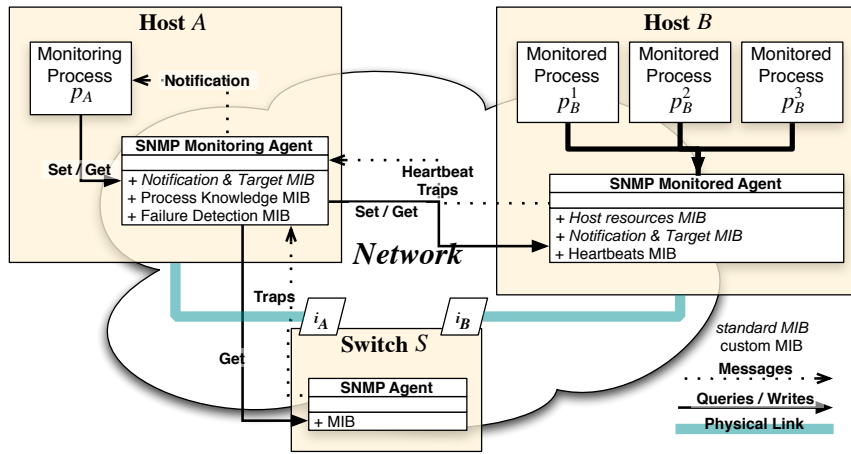 Host A
Monitoring
Process
p_A
Notification
SNMP Monitoring Agent
+ Notification & Target MIB
+ Process Knowledge MIB
+ Failure Detection MIB
Set / Get
Host B
Monitored
Process
p_B^1
Monitored
Process
p_B^2
Monitored
Process
p_B^3
SNMP Monitored Agent
+ Host resources MIB
+ Notification & Target MIB
+ Heartbeats MIB
Heartbeat
Traps
Set / Get
Network
Traps
Get
i_A
i_B
Switch S
SNMP Agent
+ MIB
standard MIB
custom MIB
Messages
Queries / Writes
Physical Link